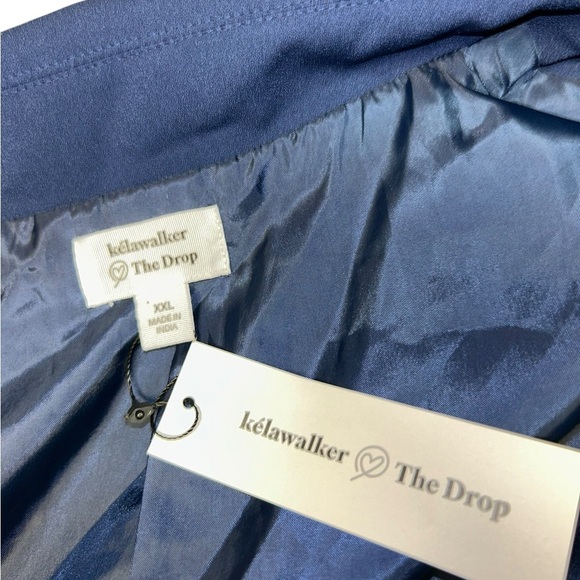 kélawalker
The Drop
XXL
MADE IN
INDIA
kélawalker The Drop